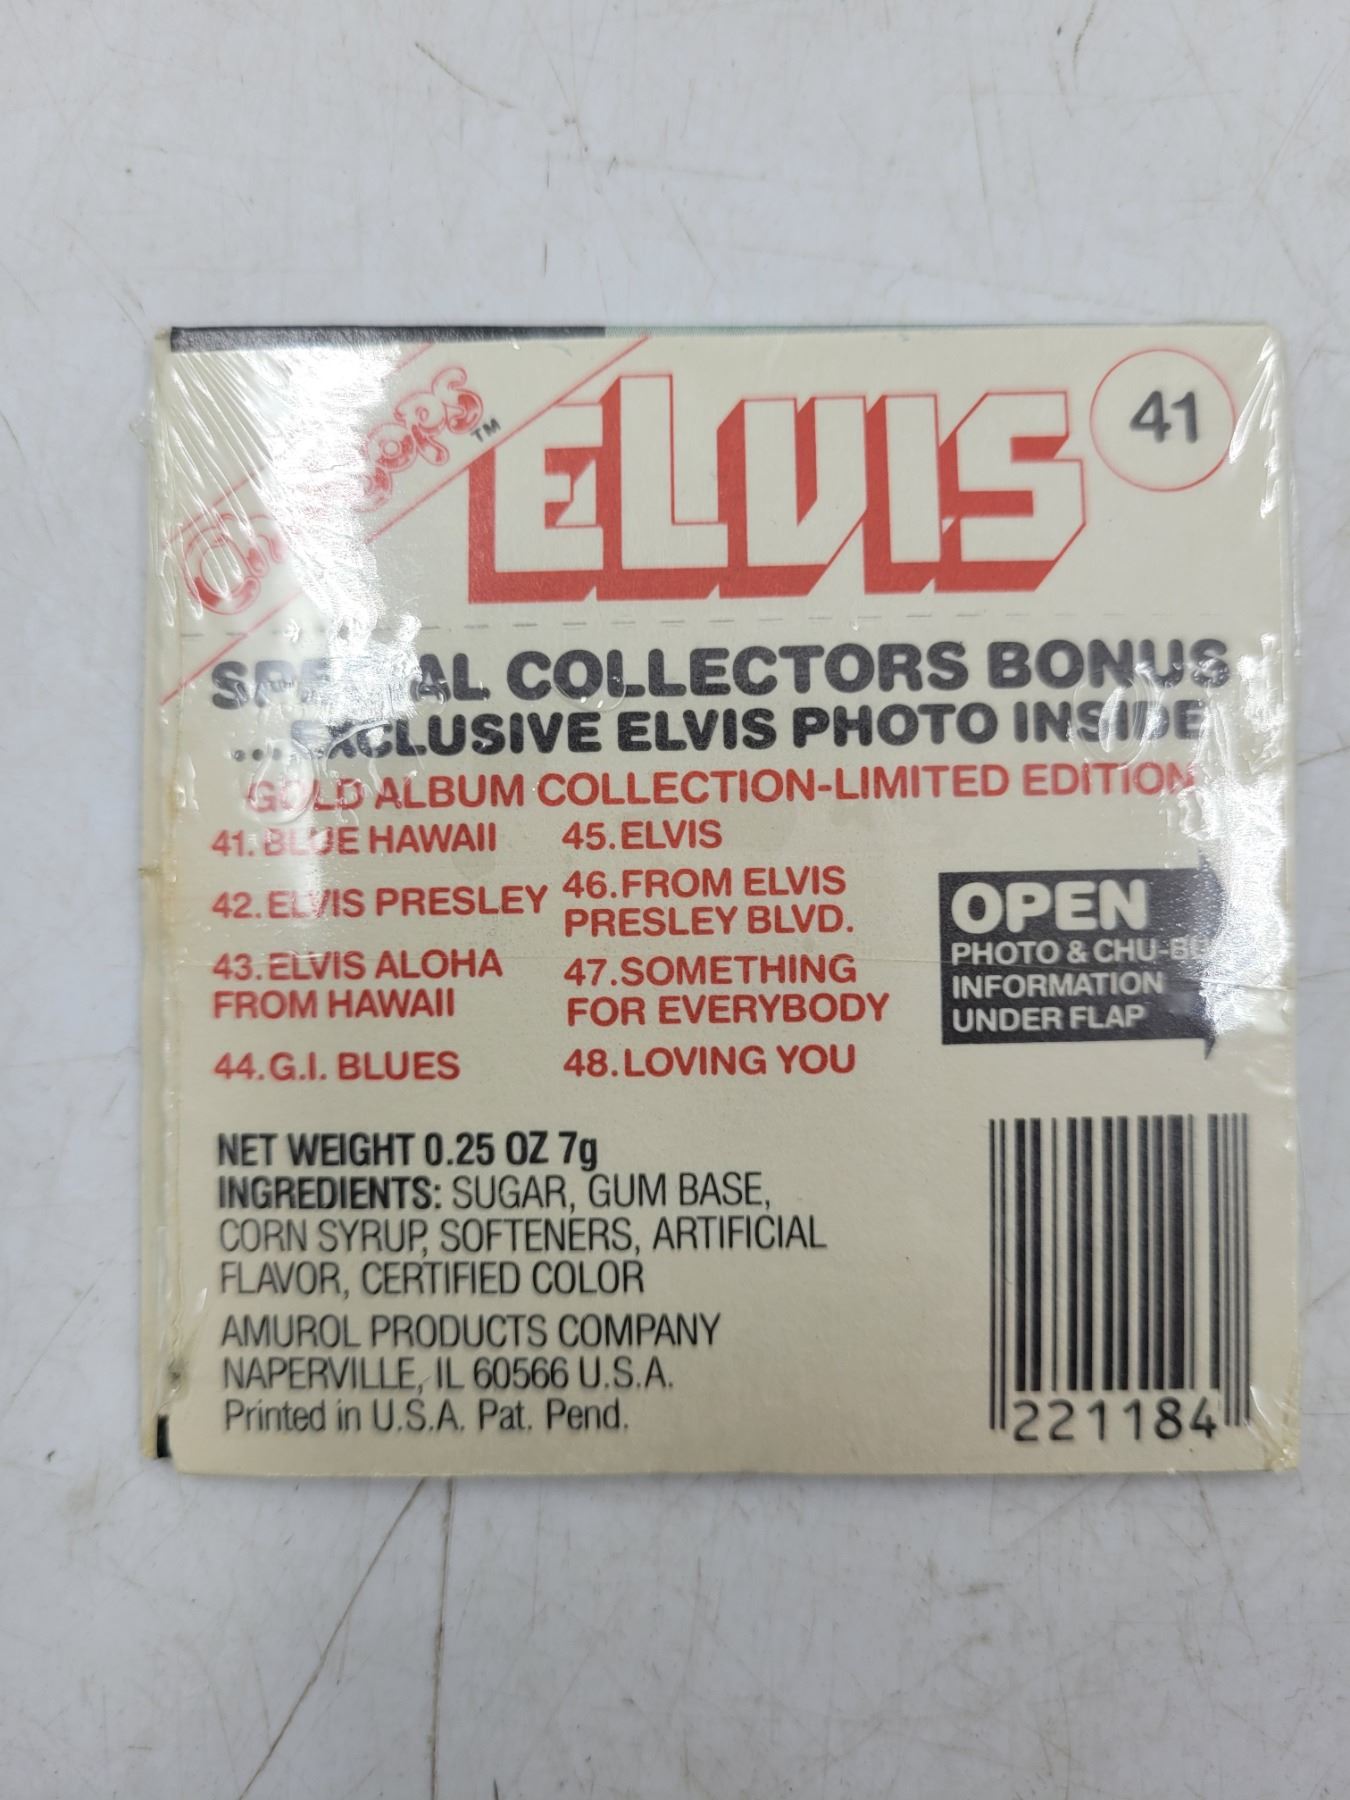 TM
ELVIS
41
SPECIAL COLLECTORS BONUS
...EXCLUSIVE ELVIS PHOTO INSIDE
GOLD ALBUM COLLECTION-LIMITED EDITION
41. BLUE HAWAII
42. ELVIS PRESLEY
43. ELVIS ALOHA
FROM HAWAII
44. G.I. BLUES
45. ELVIS
46. FROM ELVIS
PRESLEY BLVD.
47. SOMETHING
FOR EVERYBODY
48. LOVING YOU
OPEN
PHOTO & CHU-BO
INFORMATION
UNDER FLAP
NET WEIGHT 0.25 OZ 7g
INGREDIENTS: SUGAR, GUM BASE,
CORN SYRUP, SOFTENERS, ARTIFICIAL
FLAVOR, CERTIFIED COLOR
AMUROL PRODUCTS COMPANY
NAPERVILLE, IL 60566 U.S.A.
Printed in U.S.A. Pat. Pend.
221184